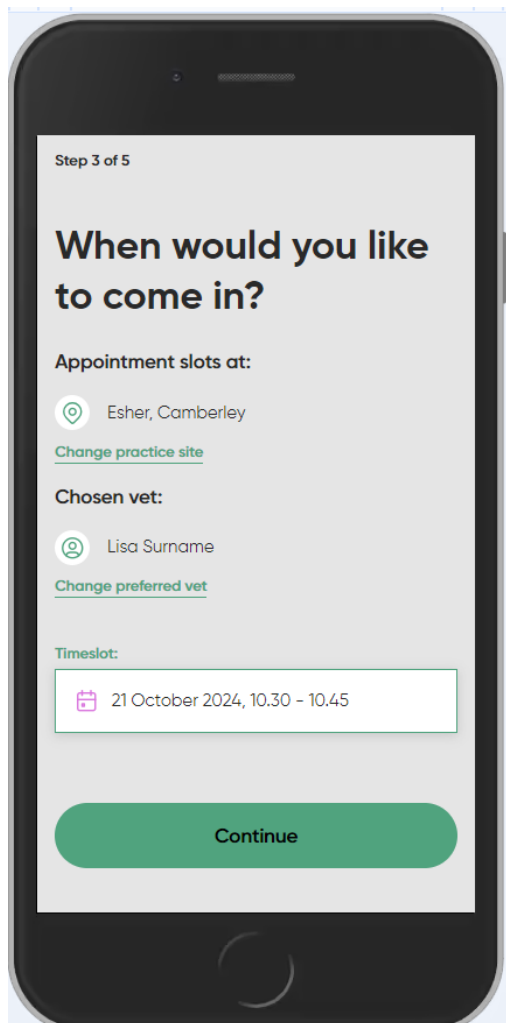 Step 3 of 5
When would you like
to come in?
Appointment slots at:
Esher, Camberley
Change practice site
Chosen vet:
Lisa Surname
Change preferred vet
Timeslot:
21 October 2024, 10.30 - 10.45
Continue